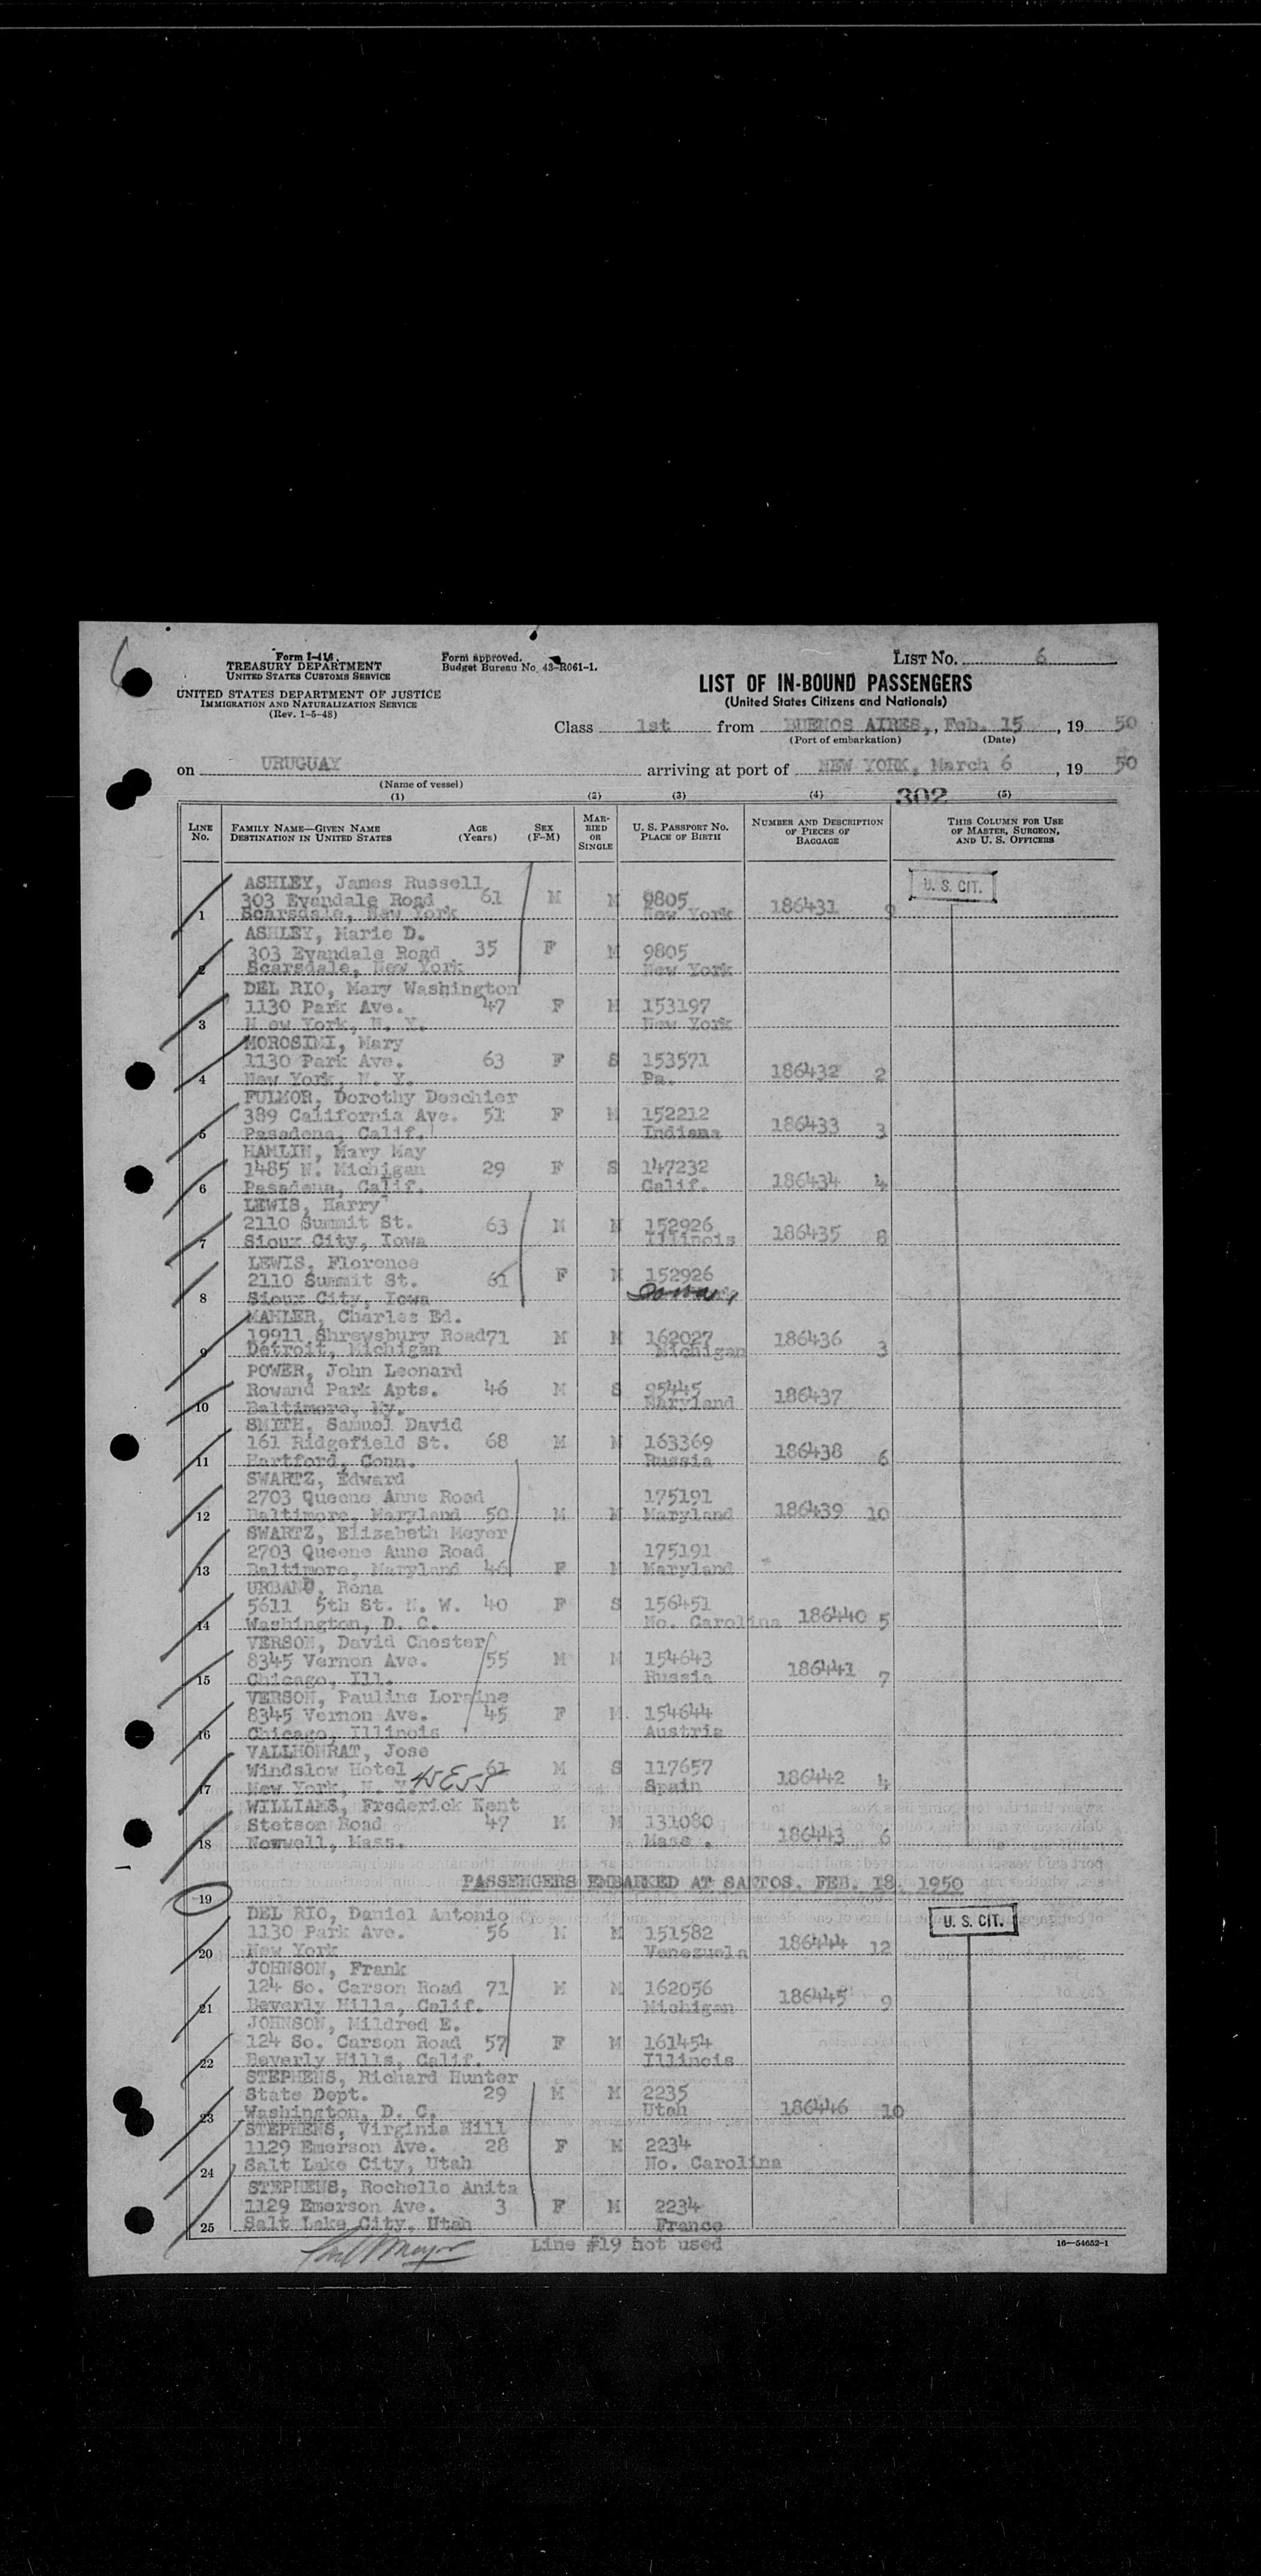 Form I-416.
TREASURY DEPARTMENT
UNITED STATES CUSTOMS SERVICE
UNITED STATES DEPARTMENT OF JUSTICE
IMMIGRATION AND NATURALIZATION SERVICE
(Rev. 1-5-48)
Form approved.
Budget Bureau No. 43-R061-1.
LIST No. 6
LIST OF IN-BOUND PASSENGERS
(United States Citizens and Nationals)
Class 1st from BUENOS AIRES, Feb. 15, 1950
(Port of embarkation) (Date)
on URUGUAY arriving at port of NEW YORK, March 6, 1950
(Name of vessel)
(1) (2) (3) (4) 302 (5)
LINE No. FAMILY NAME—GIVEN NAME DESTINATION IN UNITED STATES AGE (Years) SEX (F-M) MARRIED OR SINGLE U. S. PASSPORT No. PLACE OF BIRTH NUMBER AND DESCRIPTION OF PIECES OF BAGGAGE THIS COLUMN FOR USE OF MASTER, SURGEON, AND U. S. OFFICERS
ASHLEY, James Russell U. S. CIT.
303 Evandale Road 61 M M 9805
1 Scarsdale, New York New York 186431 9
ASHLEY, Marie D.
303 Evandale Road 35 F M 9805
2 Scarsdale, New York New York
DEL RIO, Mary Washington
1130 Park Ave. 47 F M 153197
3 N ew York, N. Y. New York
MOROSINI, Mary
1130 Park Ave. 63 F S 153571
4 New York, N. Y. Pa. 186432 2
FULMOR, Dorothy Deschier
389 California Ave. 51 F M 152212
5 Pasadena, Calif. Indiana 186433 3
HAMLIN, Mary May
1485 N. Michigan 29 F S 147232
6 Pasadena, Calif. Calif. 186434 4
LEWIS, Harry
2110 Summit St. 63 M M 152926
7 Sioux City, Iowa Illinois 186435 8
LEWIS, Florence
2110 Summit St. 61 F M 152926
8 Sioux City, Iowa Iowa
MAHLER, Charles Ed.
19911 Shrewsbury Road 71 M M 162027
9 Detroit, Michigan Michigan 186436 3
POWER, John Leonard
Rowand Park Apts. 46 M S 95445
10 Baltimore, My. Maryland 186437
SMITH, Samuel David
161 Ridgefield St. 68 M M 163369
11 Hartford, Conn. Russia 186438 6
SWARTZ, Edward
2703 Queene Anne Road 175191
12 Baltimore, Maryland 50 M M Maryland 186439 10
SWARTZ, Elizabeth Meyer
2703 Queene Anne Road 175191
13 Baltimore, Maryland 46 F M Maryland
URBAND, Rena
5611 5th St. N. W. 40 F S 156451
14 Washington, D. C. No. Carolina 186440 5
VERSON, David Chester
8345 Vernon Ave. 55 M M 154643
15 Chicago, Ill. Russia 186441 7
VERSON, Pauline Loraine
8345 Vernon Ave. 45 F M. 154644
16 Chicago, Illinois Austria
VALLHONRAT, Jose
Windslow Hotel 61 M S 117657
17 New York, N. Y. 45 E 55 Spain 186442 4
WILLIAMS, Frederick Kent
Stetson Road 47 M M 131080
18 Nowwell, Mass. Mass . 186443 6
19 PASSENGERS EMBARKED AT SANTOS, FEB. 18, 1950
DEL RIO, Daniel Antonio U. S. CIT.
1130 Park Ave. 56 M M 151582
20 New York Venezuela 186444 12
JOHNSON, Frank
124 So. Carson Road 71 M M 162056
21 Beverly Hills, Calif. Michigan 186445 9
JOHNSON, Mildred E.
124 So. Carson Road 57 F M 161454
22 Beverly Hills, Calif. Illinois
STEPHENS, Richard Hunter
State Dept. 29 M M 2235
23 Washington, D. C. Utah 186446 10
STEPHENS, Virginia Hill
1129 Emerson Ave. 28 F M 2234
24 Salt Lake City, Utah No. Carolina
STEPHENS, Rochelle Anita
1129 Emerson Ave. 3 F M 2234
25 Salt Lake City, Utah France
Line #19 not used
16—54652-1